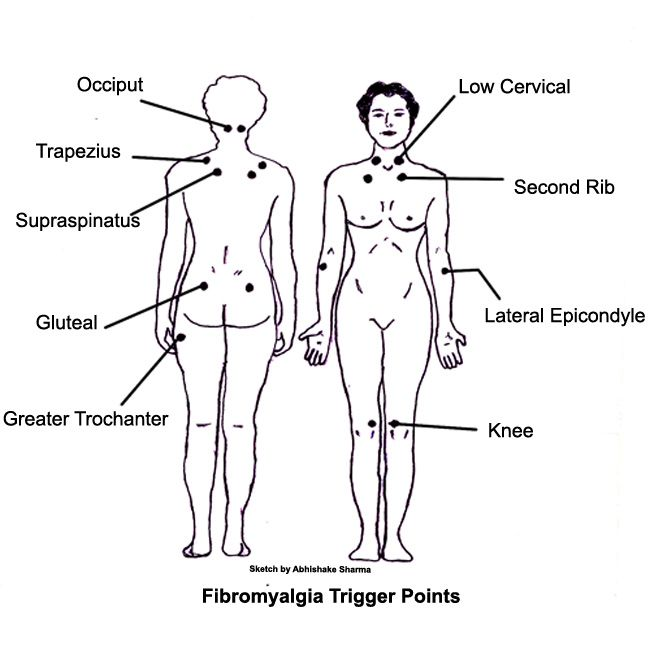 Occiput
Low Cervical
Trapezius
Second Rib
Supraspinatus
Lateral Epicondyle
Gluteal
Greater Trochanter
Knee
Sketch by Abhishake Sharma
Fibromyalgia Trigger Points